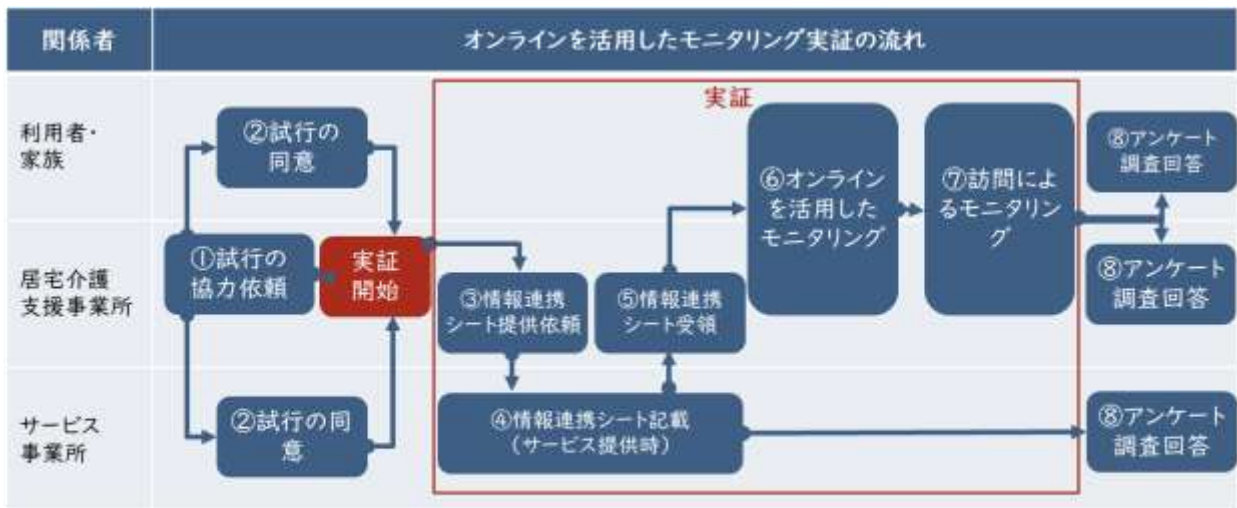 関係者
オンラインを活用したモニタリング実証の流れ
実証
利用者・
家族
②試行の
同意
⑥オンライン
を活用した
モニタリング
⑦訪問によ
るモニタリン
グ
⑧アンケート
調査回答
居宅介護
支援事業所
①試行の
協力依頼
実証
開始
③情報連携
シート提供依頼
⑤情報連携
シート受領
⑧アンケート
調査回答
サービス
事業所
②試行の同
意
④情報連携シート記載
(サービス提供時)
⑧アンケート
調査回答